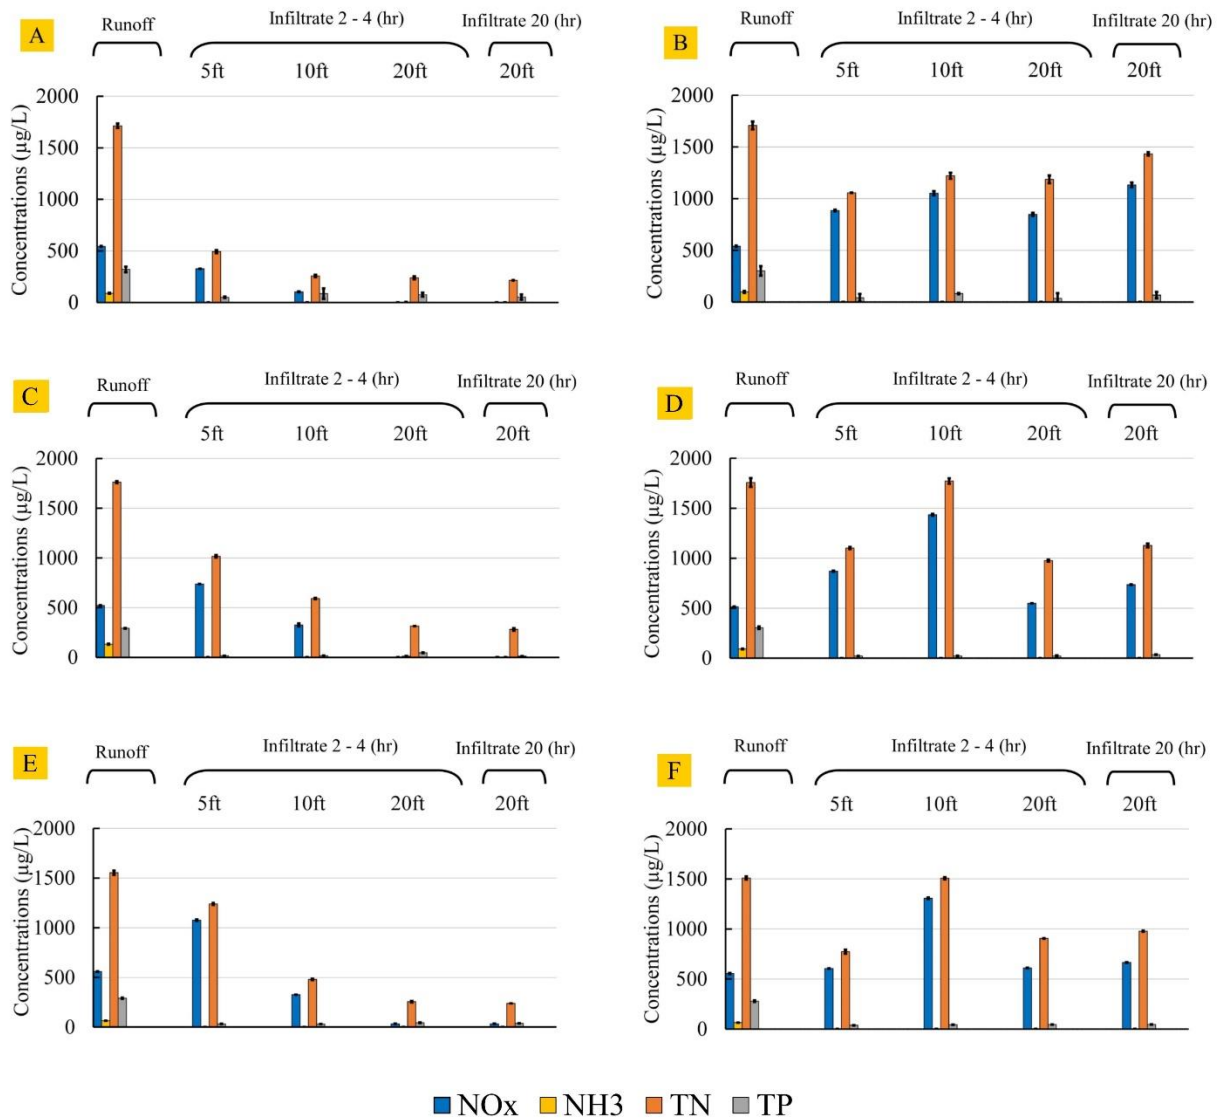 A
Runoff
Infiltrate 2 - 4 (hr)
Infiltrate 20 (hr)
5ft
10ft
20ft
20ft
Concentrations (µg/L)
2000
1500
1000
500
0
B
Runoff
Infiltrate 2 - 4 (hr)
Infiltrate 20 (hr)
5ft
10ft
20ft
20ft
Concentrations (µg/L)
2000
1500
1000
500
0
C
Runoff
Infiltrate 2 - 4 (hr)
Infiltrate 20 (hr)
5ft
10ft
20ft
20ft
Concentrations (µg/L)
2000
1500
1000
500
0
D
Runoff
Infiltrate 2 - 4 (hr)
Infiltrate 20 (hr)
5ft
10ft
20ft
20ft
Concentrations (µg/L)
2000
1500
1000
500
0
E
Runoff
Infiltrate 2 - 4 (hr)
Infiltrate 20 (hr)
5ft
10ft
20ft
20ft
Concentrations (µg/L)
2000
1500
1000
500
0
F
Runoff
Infiltrate 2 - 4 (hr)
Infiltrate 20 (hr)
5ft
10ft
20ft
20ft
Concentrations (µg/L)
2000
1500
1000
500
0
NOx NH3 TN TP